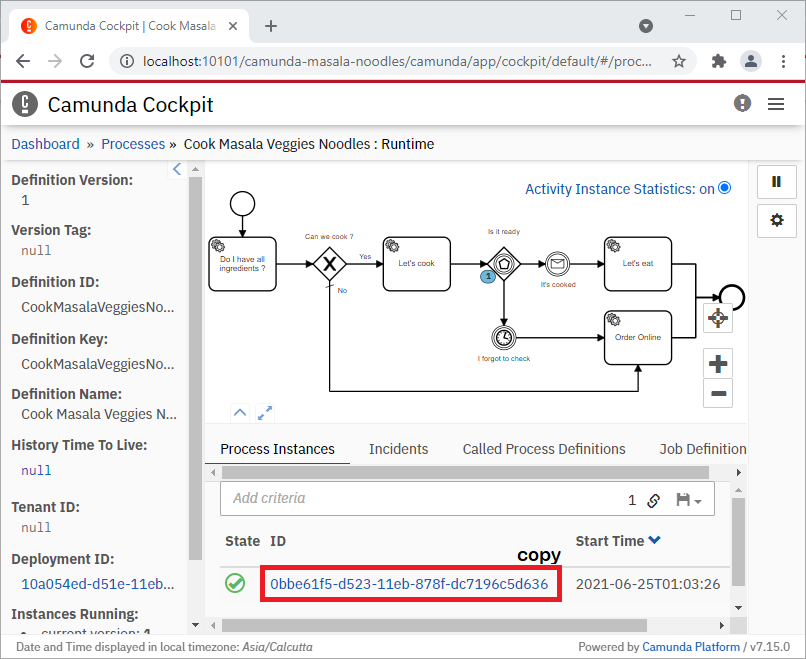 Camunda Cockpit | Cook Masala
localhost:10101/camunda-masala-noodles/camunda/app/cockpit/default/#/proc...
Camunda Cockpit
Dashboard » Processes » Cook Masala Veggies Noodles : Runtime
Definition Version:
1
Version Tag:
null
Definition ID:
CookMasalaVeggiesNo...
Definition Key:
CookMasalaVeggiesNo...
Definition Name:
Cook Masala Veggies N...
History Time To Live:
null
Tenant ID:
null
Deployment ID:
10a054ed-d51e-11eb...
Instances Running:
current version: 1
Activity Instance Statistics: on
Do I have all
ingredients ?
Can we cook ?
Yes
No
Let's cook
Is it ready
1
It's cooked
Let's eat
I forgot to check
Order Online
Process Instances Incidents Called Process Definitions Job Definition
Add criteria 1
State ID Start Time
copy
0bbe61f5-d523-11eb-878f-dc7196c5d636 2021-06-25T01:03:26
Date and Time displayed in local timezone: Asia/Calcutta Powered by Camunda Platform / v7.15.0